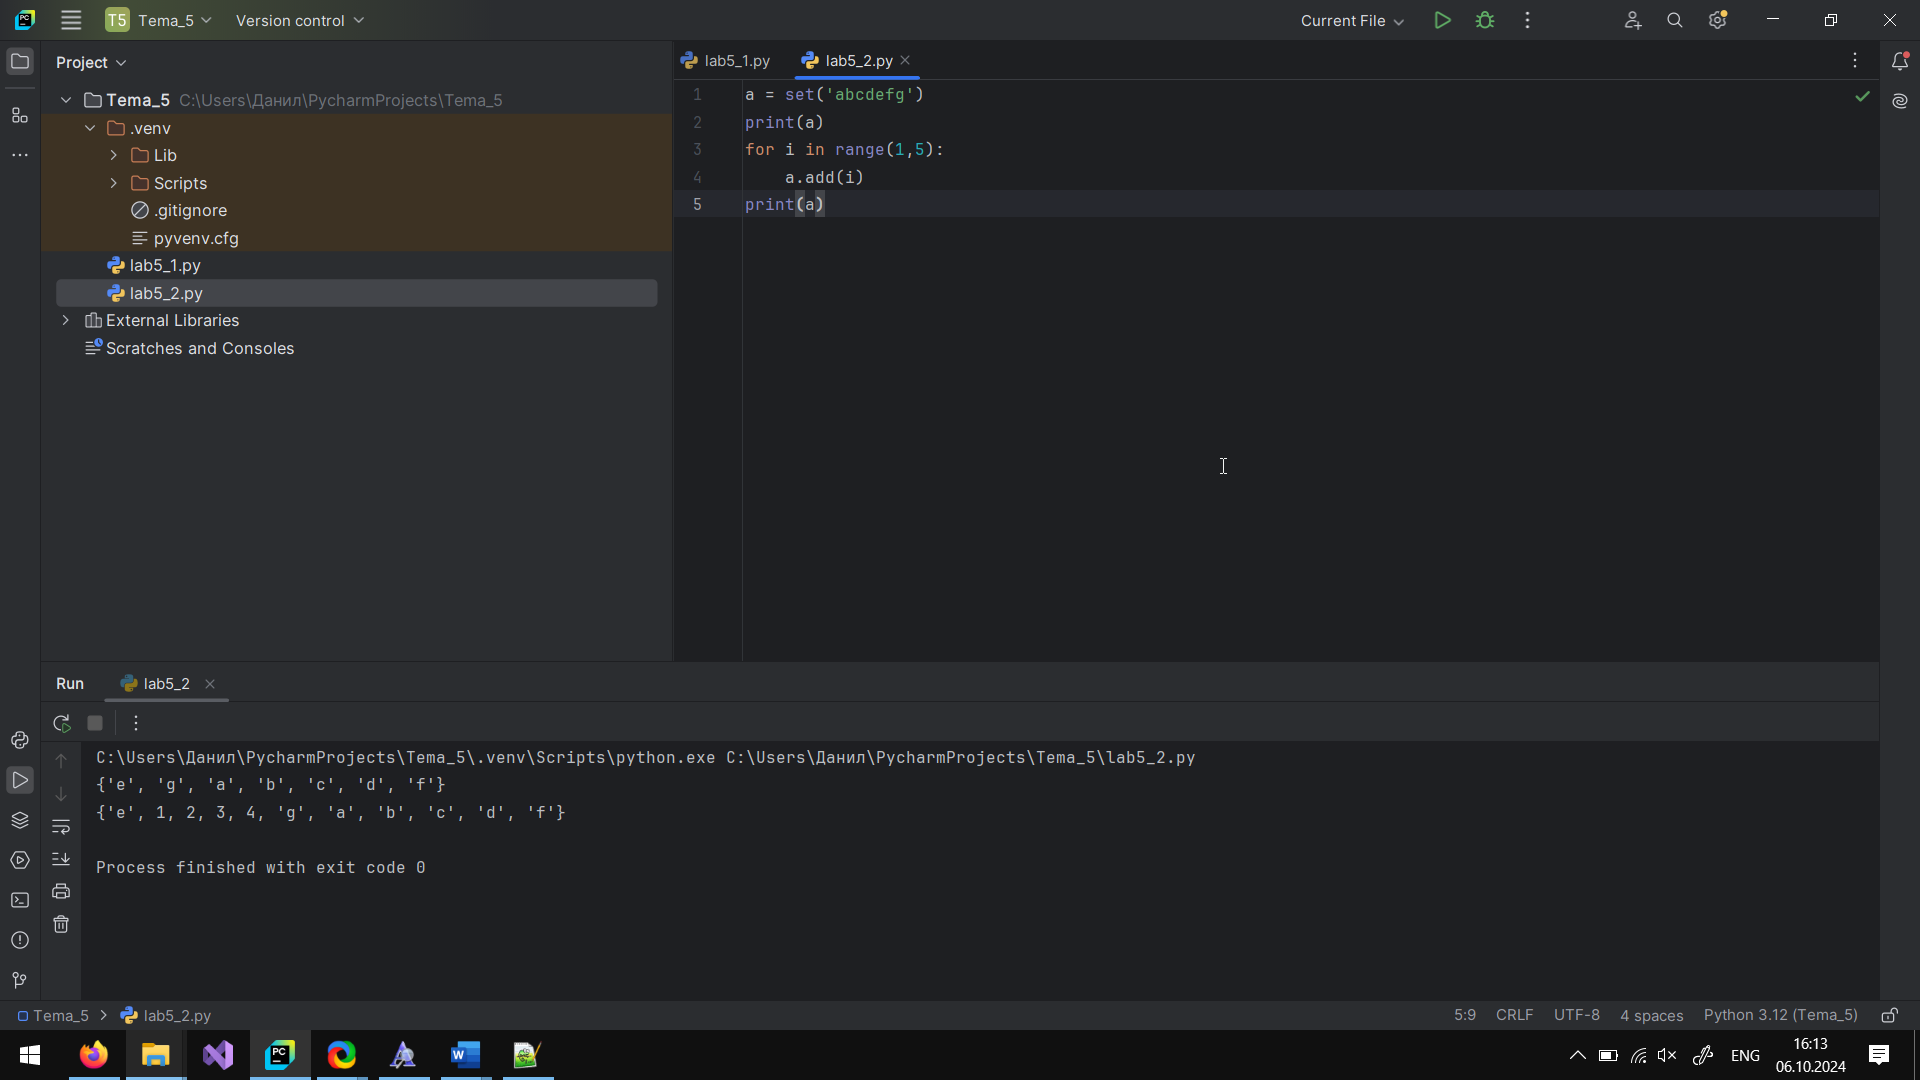 T5 Tema_5 Version control Current File
Project
Tema_5 C:\Users\Данил\PycharmProjects\Tema_5
.venv
Lib
Scripts
.gitignore
pyvenv.cfg
lab5_1.py
lab5_2.py
External Libraries
Scratches and Consoles
lab5_1.py lab5_2.py
1 a = set('abcdefg')
2 print(a)
3 for i in range(1,5):
4     a.add(i)
5 print(a)
Run lab5_2
C:\Users\Данил\PycharmProjects\Tema_5\.venv\Scripts\python.exe C:\Users\Данил\PycharmProjects\Tema_5\lab5_2.py
{'e', 'g', 'a', 'b', 'c', 'd', 'f'}
{'e', 1, 2, 3, 4, 'g', 'a', 'b', 'c', 'd', 'f'}
Process finished with exit code 0
Tema_5 lab5_2.py 5:9 CRLF UTF-8 4 spaces Python 3.12 (Tema_5)
ENG 16:13
06.10.2024